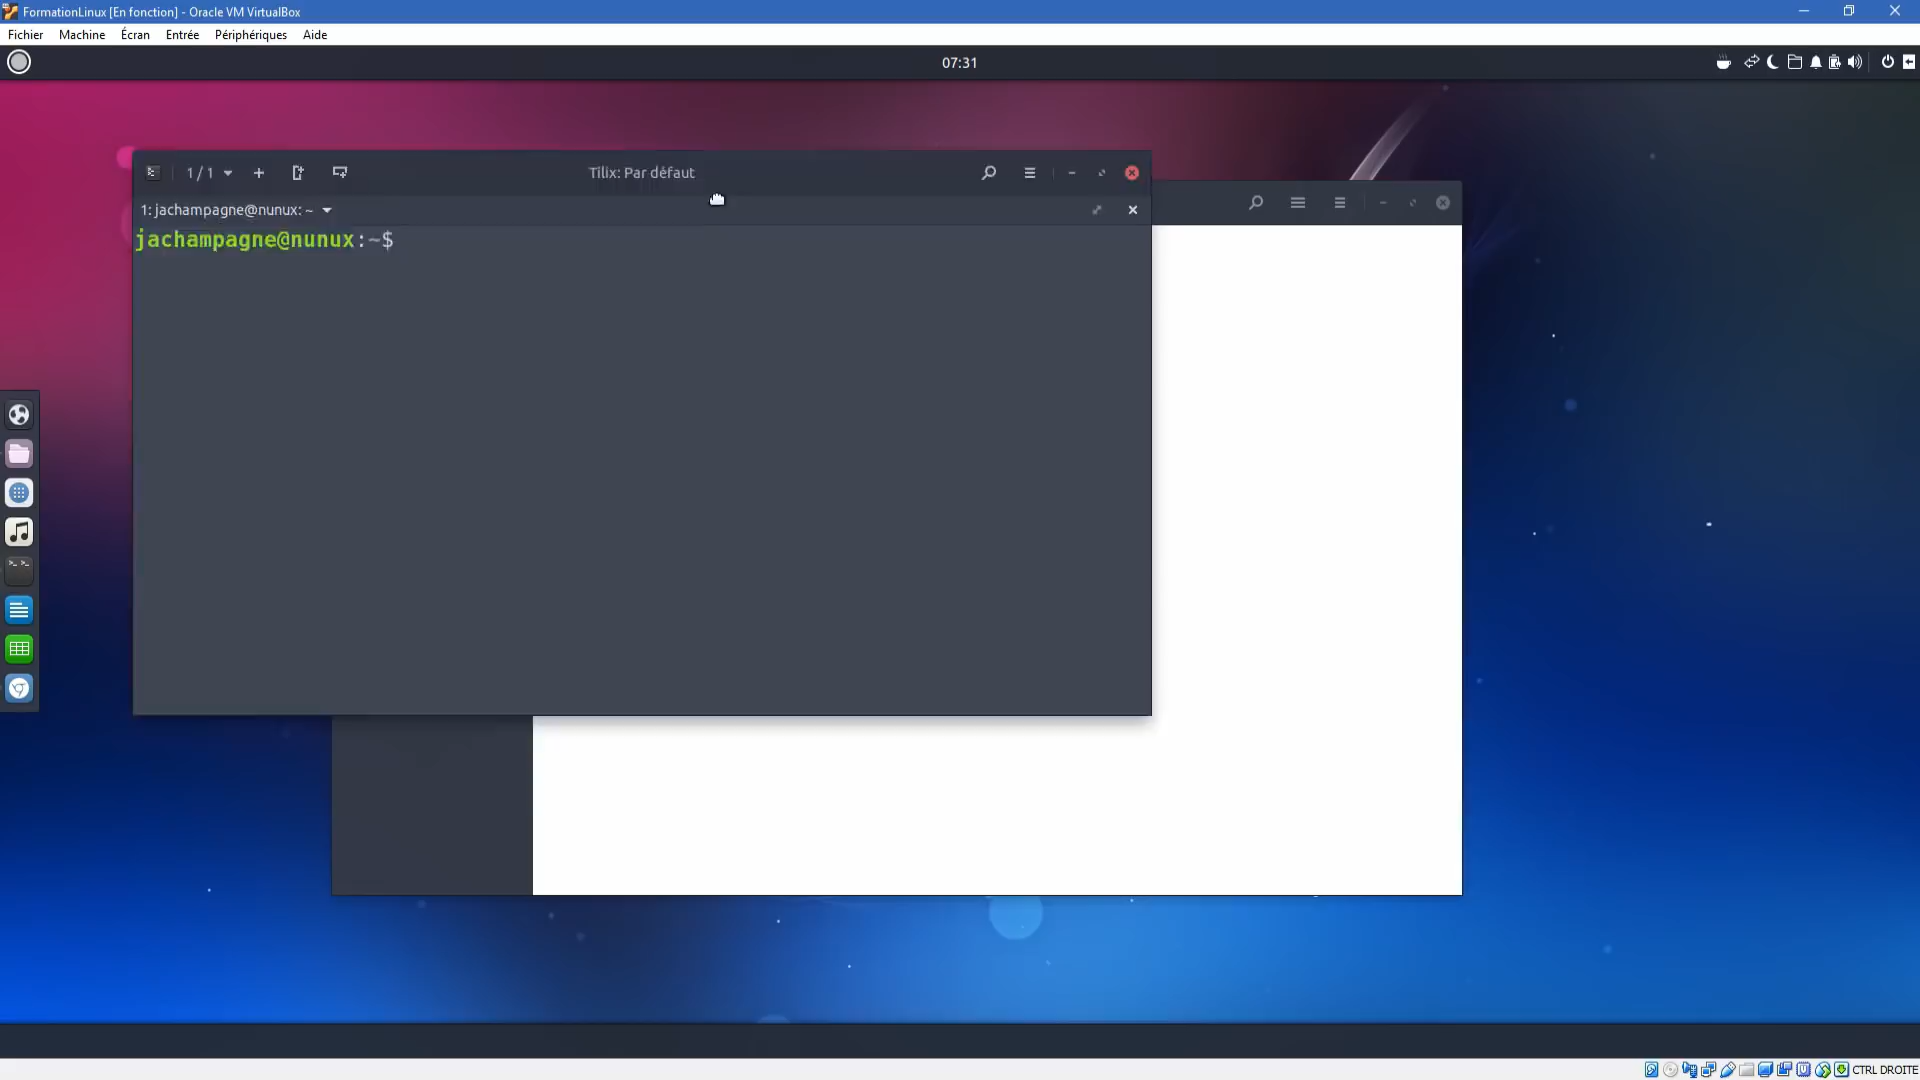 FormationLinux [En fonction] - Oracle VM VirtualBox
Fichier Machine Écran Entrée Périphériques Aide
07:31
1 / 1 Tilix: Par défaut
1: jachampagne@nunux: ~
jachampagne@nunux:~$
CTRL DROITE